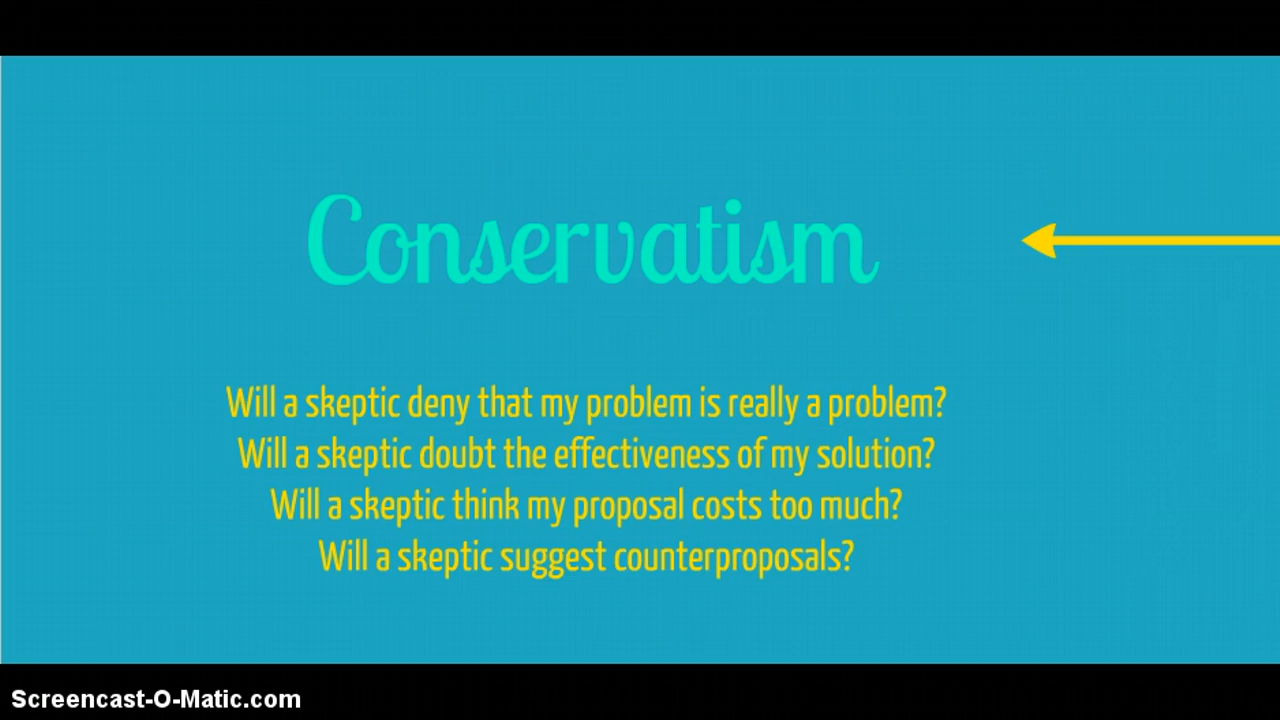 Conservatism
Will a skeptic deny that my problem is really a problem?
Will a skeptic doubt the effectiveness of my solution?
Will a skeptic think my proposal costs too much?
Will a skeptic suggest counterproposals?
Screencast-O-Matic.com